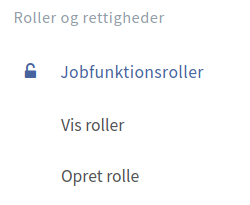 Roller og rettigheder
Jobfunktionsroller
Vis roller
Opret rolle